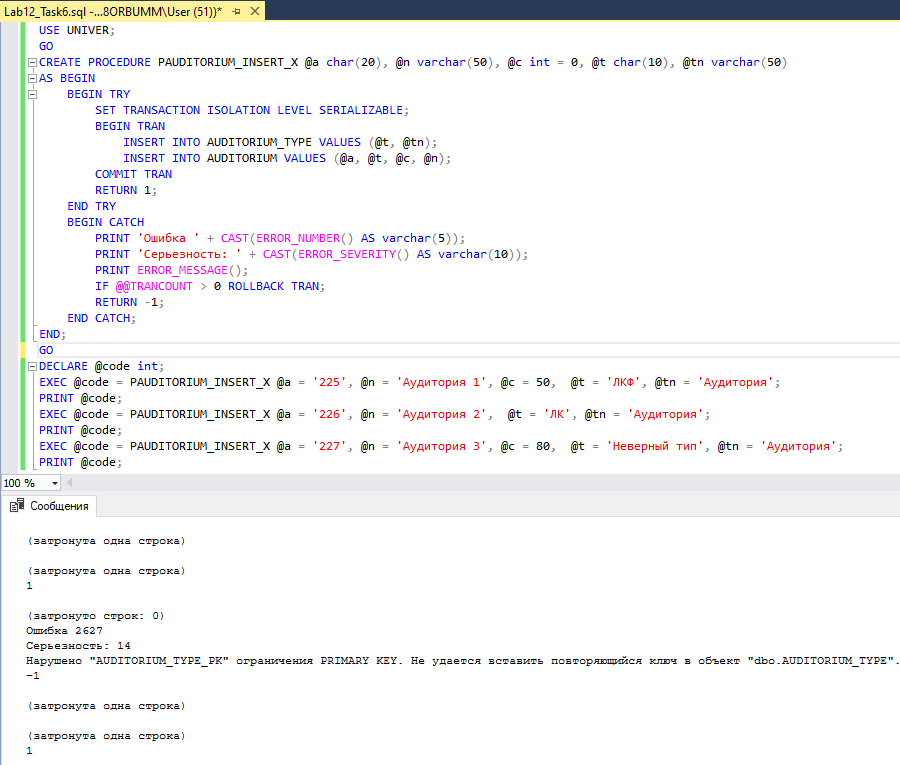 Lab12_Task6.sql -...8ORBUMM\User (51))*
USE UNIVER;
GO
CREATE PROCEDURE PAUDITORIUM_INSERT_X @a char(20), @n varchar(50), @c int = 0, @t char(10), @tn varchar(50)
AS BEGIN
BEGIN TRY
SET TRANSACTION ISOLATION LEVEL SERIALIZABLE;
BEGIN TRAN
INSERT INTO AUDITORIUM_TYPE VALUES (@t, @tn);
INSERT INTO AUDITORIUM VALUES (@a, @t, @c, @n);
COMMIT TRAN
RETURN 1;
END TRY
BEGIN CATCH
PRINT 'Ошибка ' + CAST(ERROR_NUMBER() AS varchar(5));
PRINT 'Серьезность: ' + CAST(ERROR_SEVERITY() AS varchar(10));
PRINT ERROR_MESSAGE();
IF @@TRANCOUNT > 0 ROLLBACK TRAN;
RETURN -1;
END CATCH;
END;
GO
DECLARE @code int;
EXEC @code = PAUDITORIUM_INSERT_X @a = '225', @n = 'Аудитория 1', @c = 50,  @t = 'ЛКФ', @tn = 'Аудитория';
PRINT @code;
EXEC @code = PAUDITORIUM_INSERT_X @a = '226', @n = 'Аудитория 2',  @t = 'ЛК', @tn = 'Аудитория';
PRINT @code;
EXEC @code = PAUDITORIUM_INSERT_X @a = '227', @n = 'Аудитория 3', @c = 80,  @t = 'Неверный тип', @tn = 'Аудитория';
PRINT @code;
100 %
Сообщения
(затронута одна строка)
(затронута одна строка)
1
(затронуто строк: 0)
Ошибка 2627
Серьезность: 14
Нарушено "AUDITORIUM_TYPE_PK" ограничения PRIMARY KEY. Не удается вставить повторяющийся ключ в объект "dbo.AUDITORIUM_TYPE".
-1
(затронута одна строка)
(затронута одна строка)
1